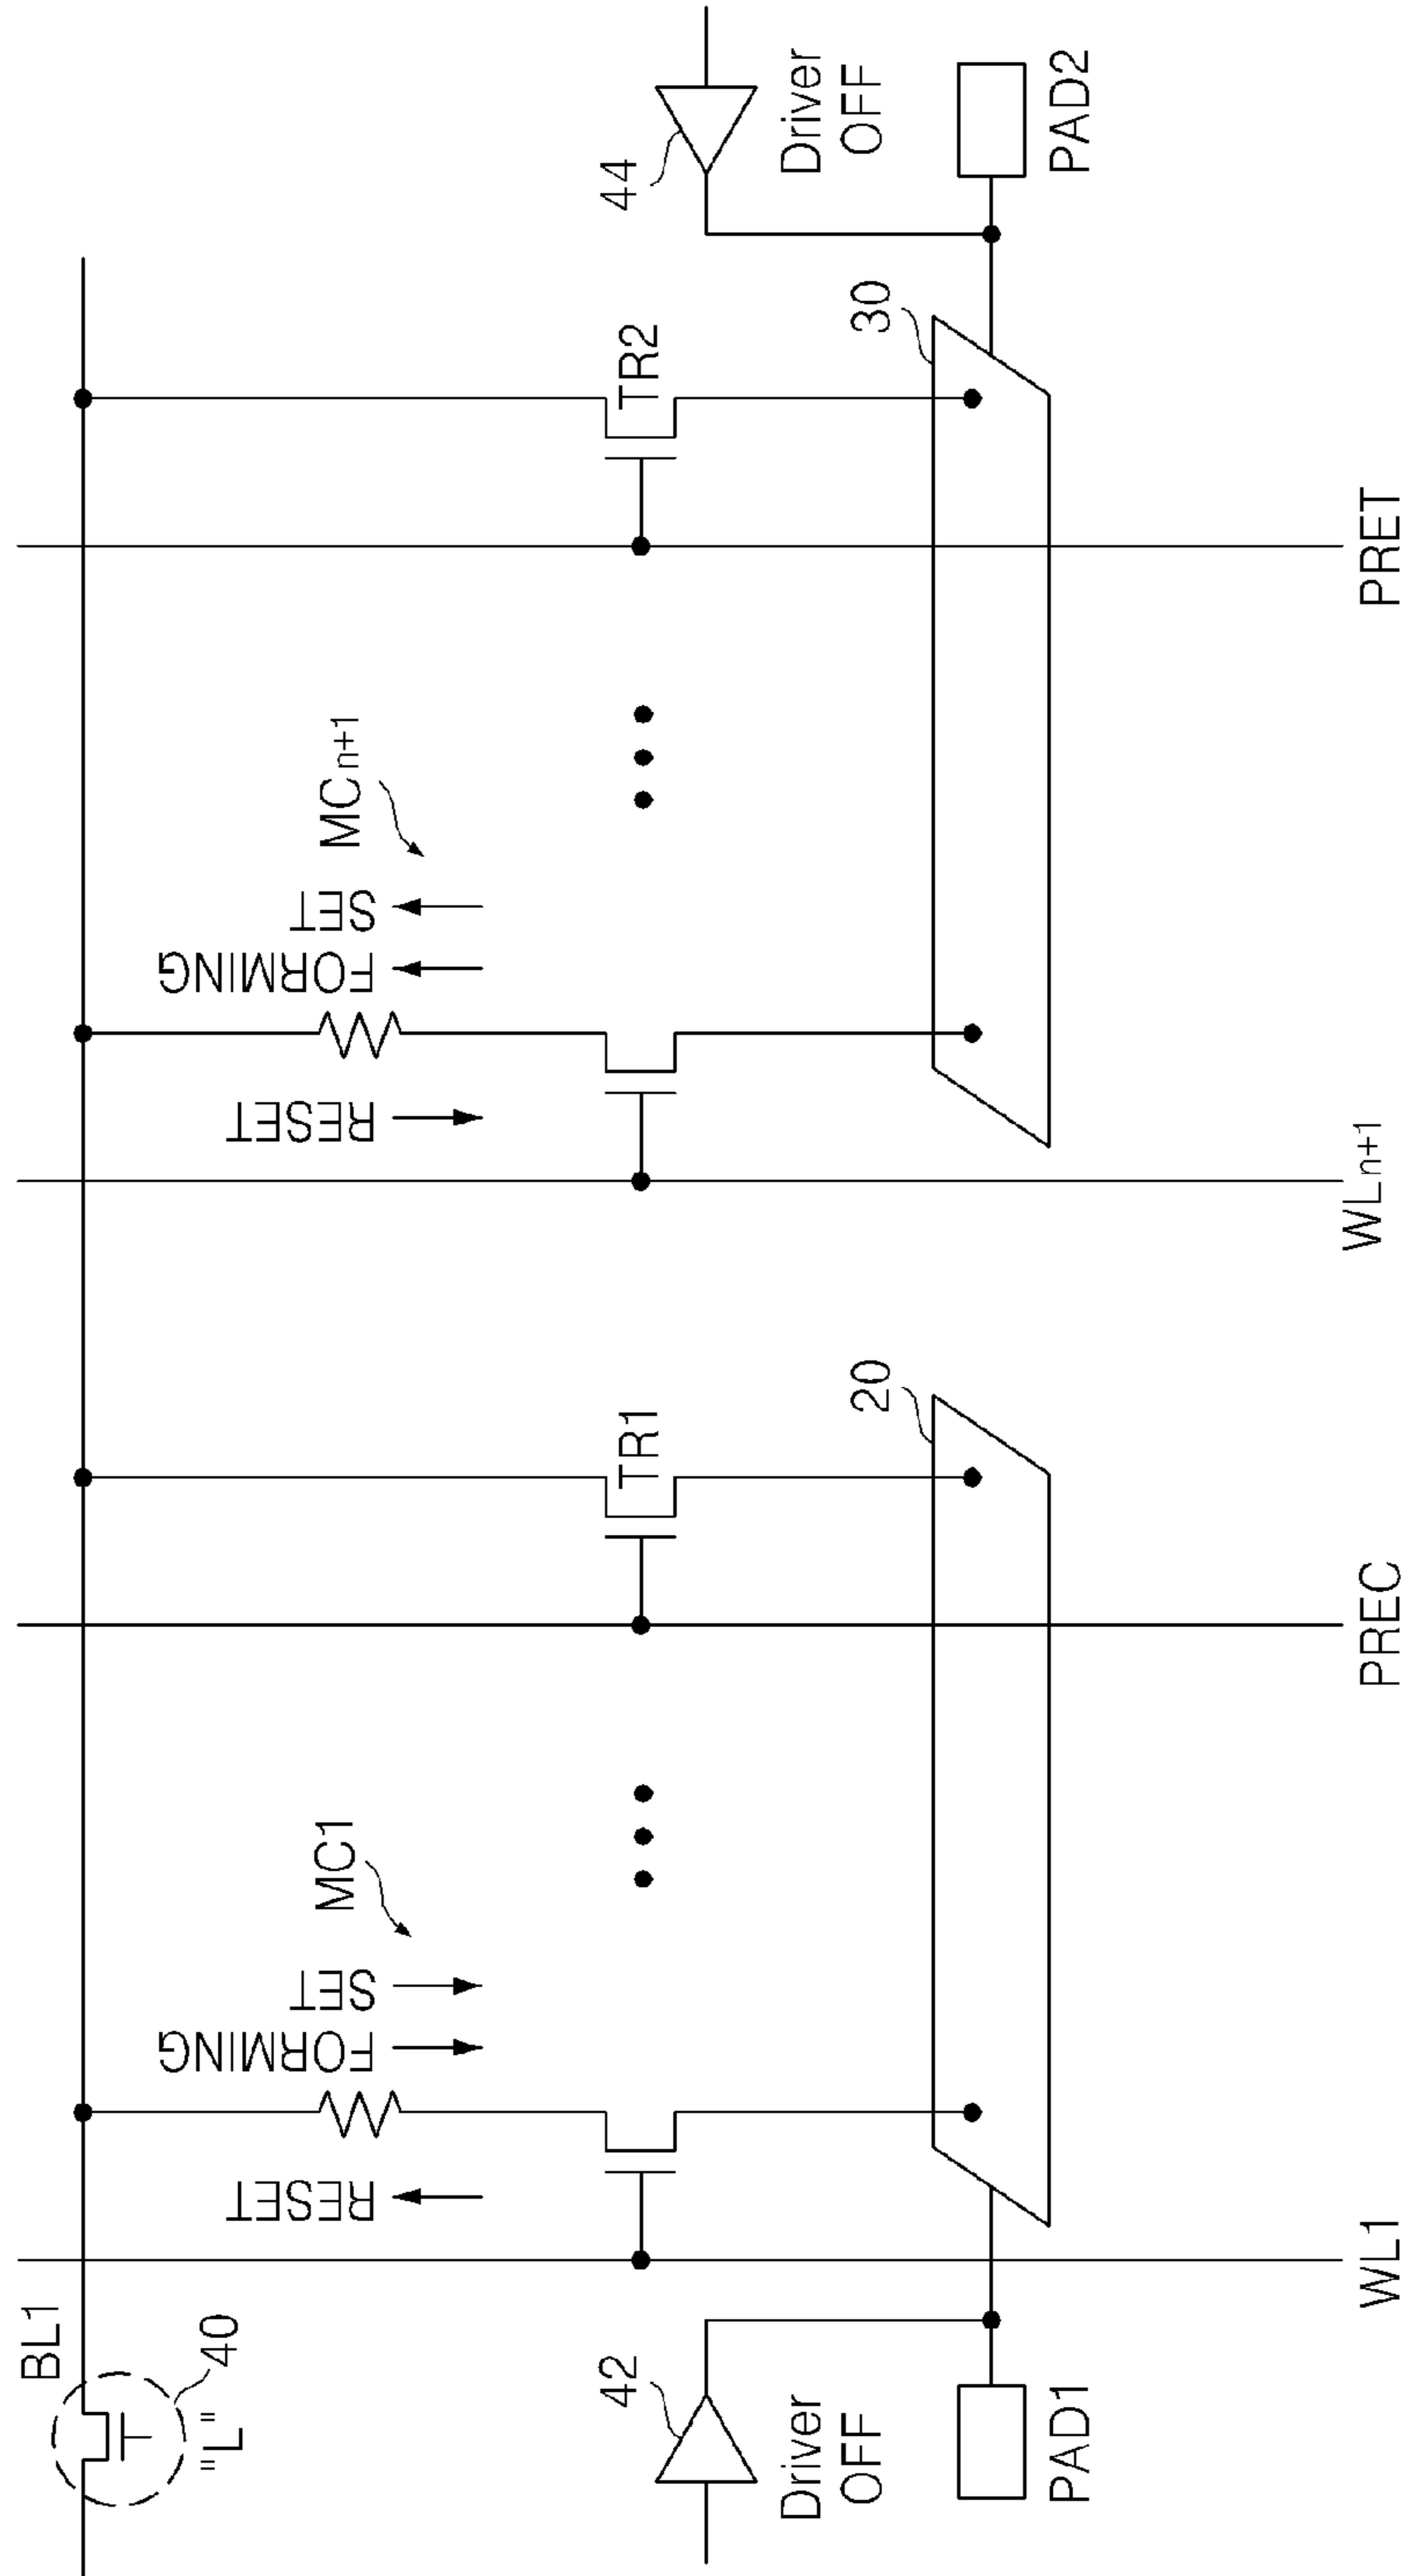 BL1
40
"L"
RESET
FORMING
SET
MC1
TR1
RESET
FORMING
SET
MCn+1
TR2
42
Driver
OFF
PAD1
20
30
44
Driver
OFF
PAD2
WL1
PREC
WLn+1
PRET